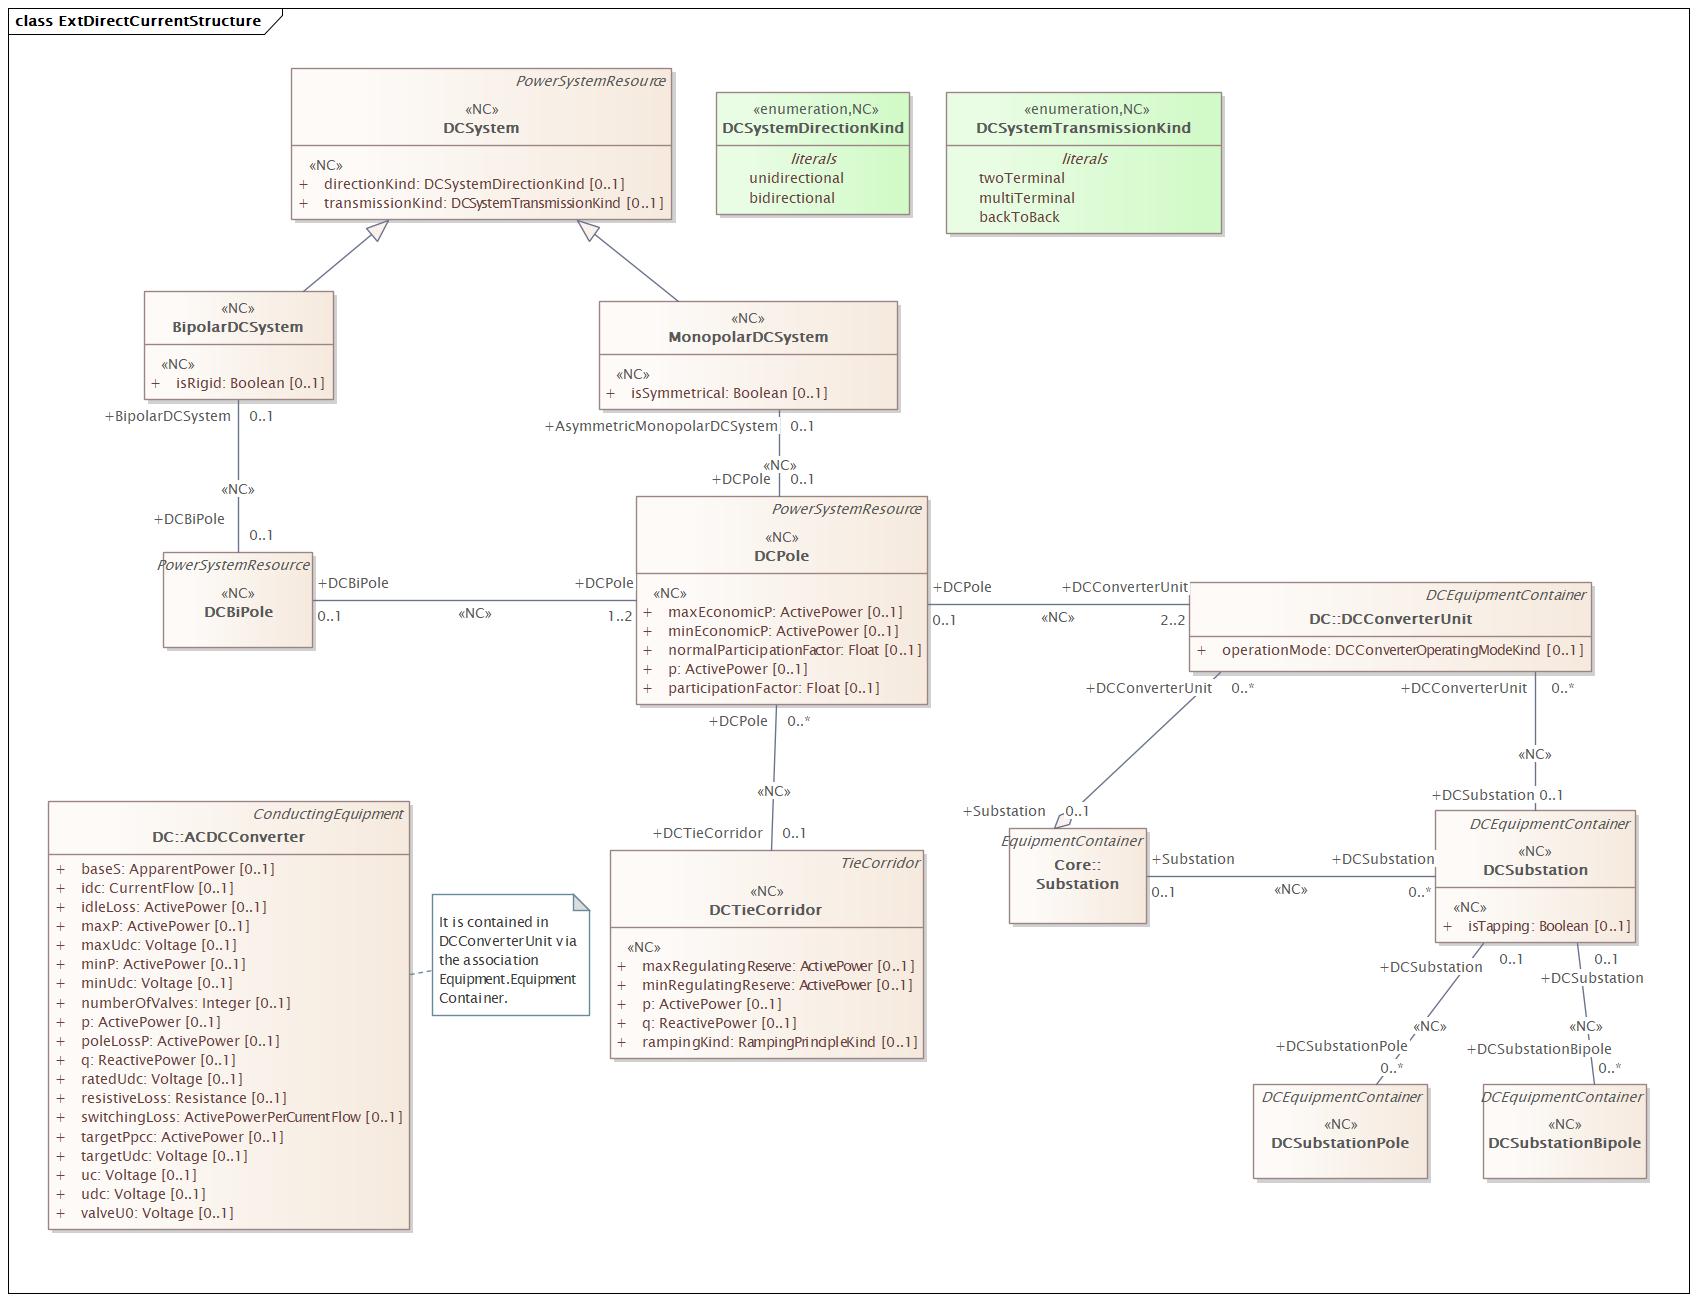 class ExtDirectCurrentStructure
PowerSystemResource
«NC»
DCSystem
«NC»
+ directionKind: DCSystemDirectionKind [0..1]
+ transmissionKind: DCSystemTransmissionKind [0..1]
«enumeration,NC»
DCSystemDirectionKind
literals
unidirectional
bidirectional
«enumeration,NC»
DCSystemTransmissionKind
literals
twoTerminal
multiTerminal
backToBack
«NC»
BipolarDCSystem
«NC»
+ isRigid: Boolean [0..1]
«NC»
MonopolarDCSystem
«NC»
+ isSymmetrical: Boolean [0..1]
+BipolarDCSystem 0..1
«NC»
+DCBiPole
0..1
+AsymmetricMonopolarDCSystem 0..1
«NC»
+DCPole 0..1
PowerSystemResource
«NC»
DCBiPole
+DCBiPole
0..1
«NC»
+DCPole
1..2
PowerSystemResource
«NC»
DCPole
«NC»
+ maxEconomicP: ActivePower [0..1]
+ minEconomicP: ActivePower [0..1]
+ normalParticipationFactor: Float [0..1]
+ p: ActivePower [0..1]
+ participationFactor: Float [0..1]
+DCPole
0..1
«NC»
+DCConverterUnit
2..2
DCEquipmentContainer
DC::DCConverterUnit
+ operationMode: DCConverterOperatingModeKind [0..1]
+DCConverterUnit 0..*
+Substation 0..1
+DCConverterUnit 0..*
«NC»
+DCSubstation 0..1
+DCPole 0..*
«NC»
+DCTieCorridor 0..1
ConductingEquipment
DC::ACDCConverter
+ baseS: ApparentPower [0..1]
+ idc: CurrentFlow [0..1]
+ idleLoss: ActivePower [0..1]
+ maxP: ActivePower [0..1]
+ maxUdc: Voltage [0..1]
+ minP: ActivePower [0..1]
+ minUdc: Voltage [0..1]
+ numberOfValves: Integer [0..1]
+ p: ActivePower [0..1]
+ poleLossP: ActivePower [0..1]
+ q: ReactivePower [0..1]
+ ratedUdc: Voltage [0..1]
+ resistiveLoss: Resistance [0..1]
+ switchingLoss: ActivePowerPerCurrentFlow [0..1]
+ targetPpcc: ActivePower [0..1]
+ targetUdc: Voltage [0..1]
+ uc: Voltage [0..1]
+ udc: Voltage [0..1]
+ valveU0: Voltage [0..1]
It is contained in
DCConverterUnit via
the association
Equipment.Equipment
Container.
TieCorridor
«NC»
DCTieCorridor
«NC»
+ maxRegulatingReserve: ActivePower [0..1]
+ minRegulatingReserve: ActivePower [0..1]
+ p: ActivePower [0..1]
+ q: ReactivePower [0..1]
+ rampingKind: RampingPrincipleKind [0..1]
EquipmentContainer
Core::
Substation
+Substation
0..1
«NC»
+DCSubstation
0..*
DCEquipmentContainer
«NC»
DCSubstation
«NC»
+ isTapping: Boolean [0..1]
+DCSubstation 0..1
«NC»
+DCSubstationPole
0..*
0..1
+DCSubstation
«NC»
+DCSubstationBipole
0..*
DCEquipmentContainer
«NC»
DCSubstationPole
DCEquipmentContainer
«NC»
DCSubstationBipole